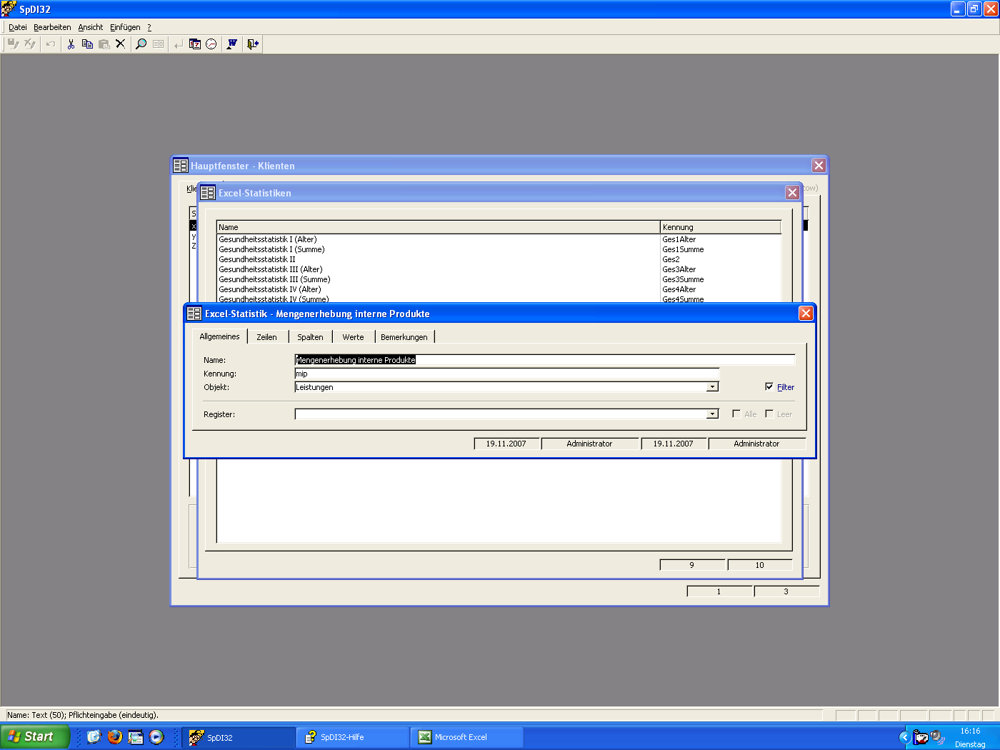 SpDI32
Datei Bearbeiten Ansicht Einfügen ?
Hauptfenster - Klienten
Klie
Excel-Statistiken
Name Kennung
Gesundheitsstatistik I (Alter) Ges1Alter
Gesundheitsstatistik I (Summe) Ges1Summe
Gesundheitsstatistik II Ges2
Gesundheitsstatistik III (Alter) Ges3Alter
Gesundheitsstatistik III (Summe) Ges3Summe
Gesundheitsstatistik IV (Alter) Ges4Alter
Gesundheitsstatistik IV (Summe) Ges4Summe
Excel-Statistik - Mengenerhebung interne Produkte
Allgemeines Zeilen Spalten Werte Bemerkungen
Name: Mengenerhebung interne Produkte
Kennung: mip
Objekt: Leistungen Filter
Register: Alle Leer
19.11.2007 Administrator 19.11.2007 Administrator
9 10
1 3
Name: Text (50); Pflichteingabe (eindeutig).
Start SpDI32 SpDI32-Hilfe Microsoft Excel 16:16
Dienstag